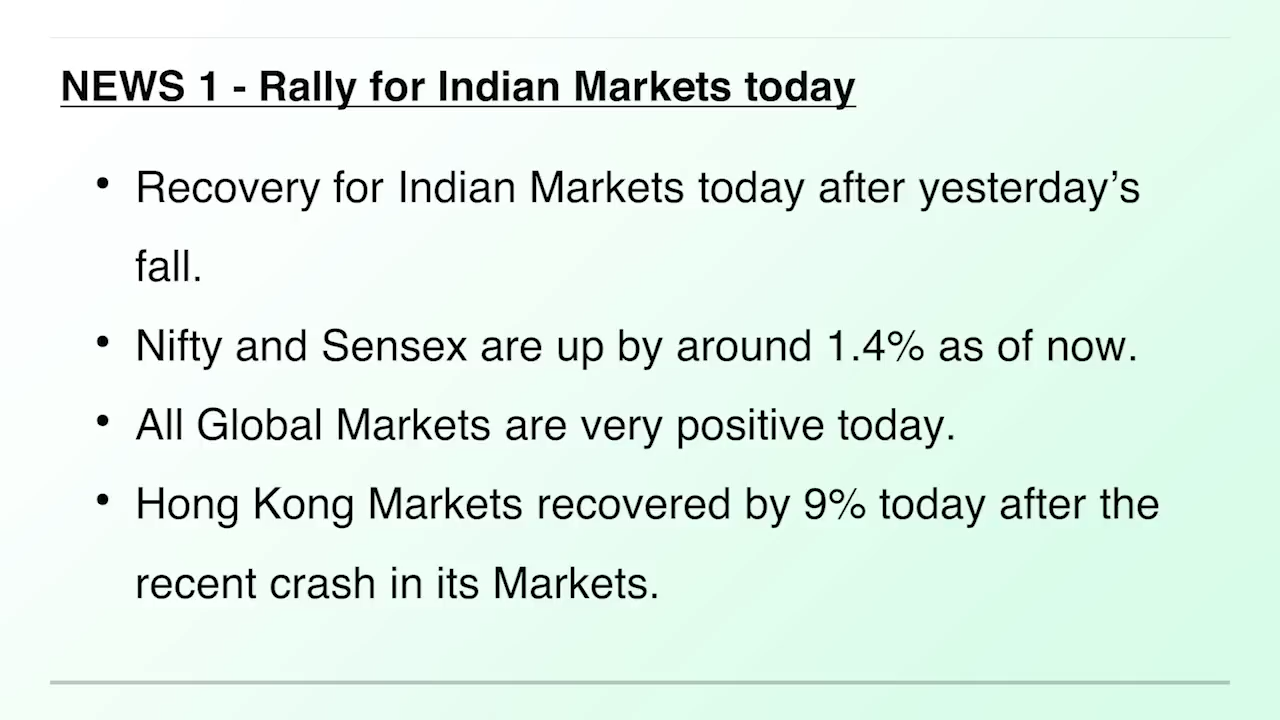 NEWS 1 - Rally for Indian Markets today
• Recovery for Indian Markets today after yesterday’s
fall.
• Nifty and Sensex are up by around 1.4% as of now.
• All Global Markets are very positive today.
• Hong Kong Markets recovered by 9% today after the
recent crash in its Markets.